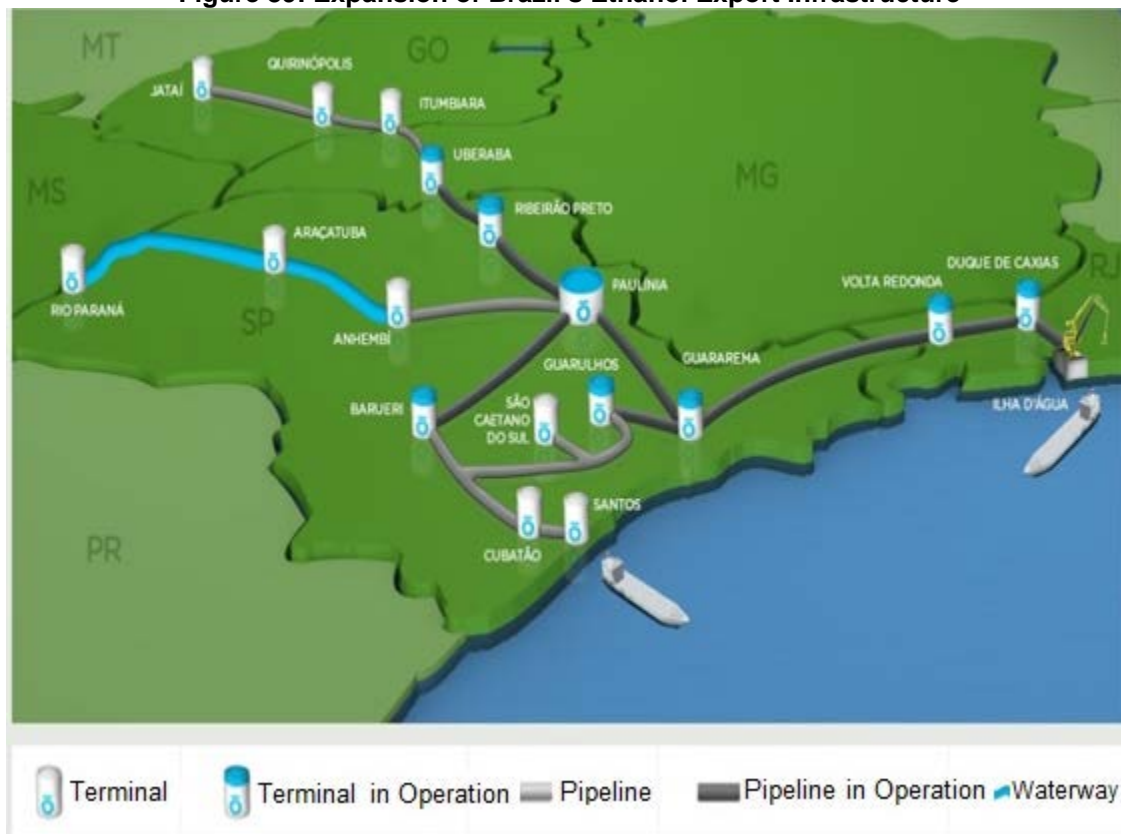 Figure 39: Expansion of Brazil's Ethanol Export Infrastructure
MT
GO
QUIRINÓPOLIS
JATAÍ
ITUMBIARA
UBERABA
MG
MS
RIBEIRÃO PRETO
ARAÇATUBA
DUQUE DE CAXIAS
RJ
PAULÍNIA
VOLTA REDONDA
RIO PARANÁ
SP
ANHEMBÍ
GUARULHOS
GUARAREMA
BARUERI
SÃO
CAETANO
DO SUL
ILHA D'ÁGUA
SANTOS
CUBATÃO
PR
Terminal
Terminal in Operation
Pipeline
Pipeline in Operation
Waterway